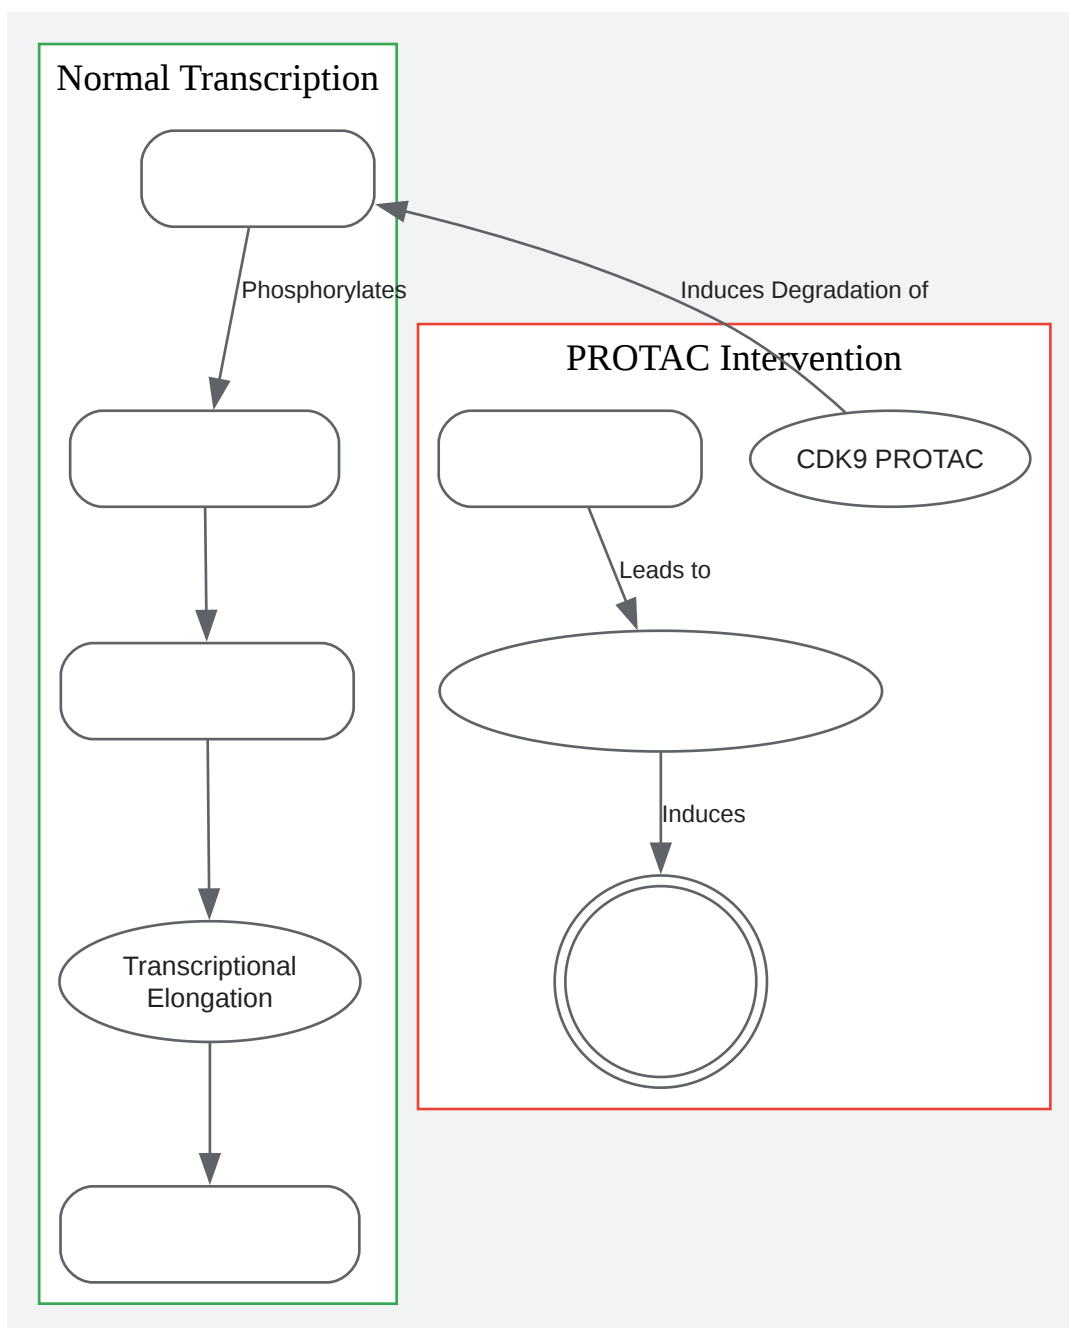 Normal Transcription
Phosphorylates
Induces Degradation of
PROTAC Intervention
CDK9 PROTAC
Leads to
Induces
Transcriptional
Elongation